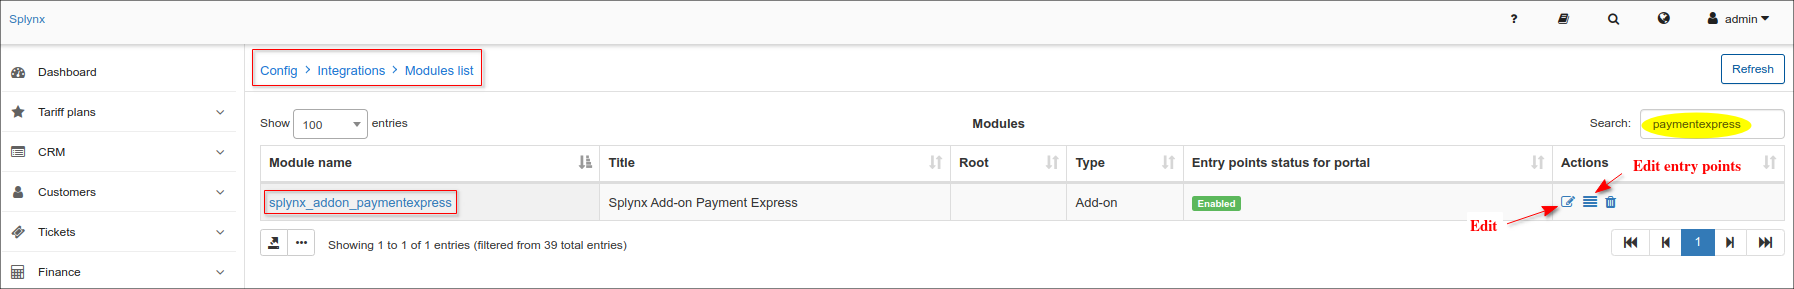 Splynx
?
admin
Dashboard
Tariff plans
CRM
Customers
Tickets
Finance
Config > Integrations > Modules list
Refresh
Show 100 entries
Modules
Search: paymentexpress
Module name Title Root Type Entry points status for portal Actions
Edit entry points
splynx_addon_paymentexpress Splynx Add-on Payment Express Add-on Enabled
Edit
Showing 1 to 1 of 1 entries (filtered from 39 total entries)
1